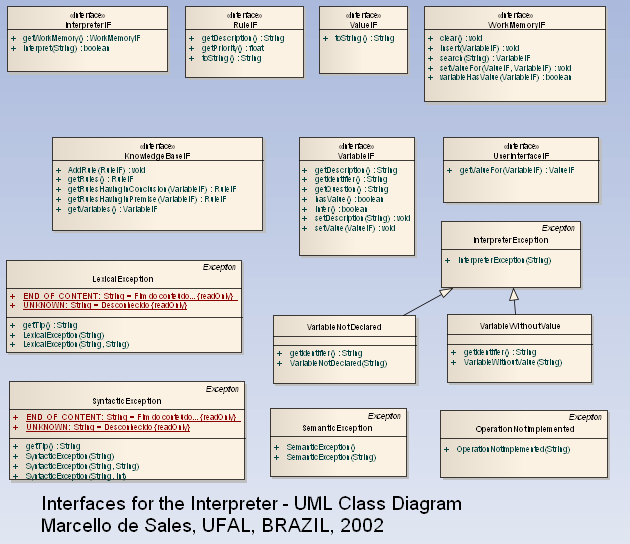 «interface»
InterpreterIF
+ getWorkMemory() : WorkMemoryIF
+ interpret(String) : boolean
«interface»
RuleIF
+ getDescription() : String
+ getPriority() : float
+ toString() : String
«interface»
ValueIF
+ toString() : String
«interface»
WorkMemoryIF
+ clear() : void
+ insert(VariableIF) : void
+ search(String) : VariableIF
+ setValueFor(ValueIF, VariableIF) : void
+ variableHasValue(VariableIF) : boolean
«interface»
KnowledgeBaseIF
+ AddRule(RuleIF) : void
+ getRules() : RuleIF
+ getRulesHavingInConclusion(VariableIF) : RuleIF
+ getRulesHavingInPremise(VariableIF) : RuleIF
+ getVariables() : VariableIF
«interface»
VariableIF
+ getDescription() : String
+ getIdentifier() : String
+ getQuestion() : String
+ hasValue() : boolean
+ infer() : boolean
+ setDescription(String) : void
+ setValue(ValueIF) : void
«interface»
UserInterfaceIF
+ getValueFor(VariableIF) : ValueIF
Exception
InterpreterException
+ InterpreterException(String)
Exception
LexicalException
+ END_OF_CONTENT: String = Fim do conteúdo... {readOnly}
+ UNKNOWN: String = Desconhecido {readOnly}
+ getTip() : String
+ LexicalException(String)
+ LexicalException(String, String)
VariableNotDeclared
+ getIdentifier() : String
+ VariableNotDeclared(String)
VariableWithoutValue
+ getIdentifier() : String
+ VariableWithoutValue(String)
Exception
SyntacticException
+ END_OF_CONTENT: String = Fim do conteúdo... {readOnly}
+ UNKNOWN: String = Desconhecido {readOnly}
+ getTip() : String
+ SyntacticException(String)
+ SyntacticException(String, String)
+ SyntacticException(String, int)
Exception
SemanticException
+ SemanticException()
+ SemanticException(String)
Exception
OperationNotImplemented
+ OperationNotImplemented(String)
Interfaces for the Interpreter - UML Class Diagram
Marcello de Sales, UFAL, BRAZIL, 2002